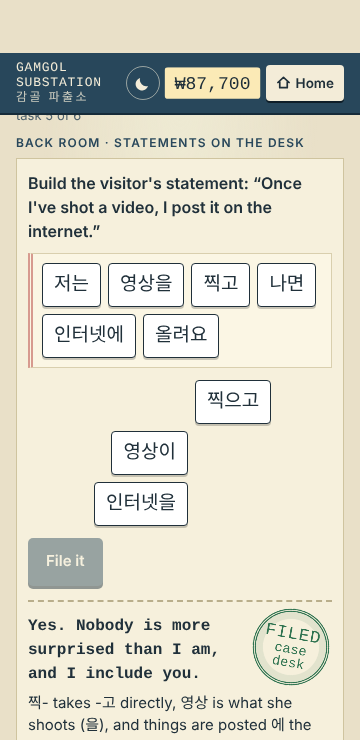 GAMGOL
SUBSTATION
감골 파출소
₩87,700
Home
task 5 of 6
BACK ROOM · STATEMENTS ON THE DESK
Build the visitor's statement: “Once
I've shot a video, I post it on the
internet.”
저는 영상을 찍고 나면
인터넷에 올려요
찍으고
영상이
인터넷을
File it
Yes. Nobody is more
surprised than I am,
and I include you.
FILED
case
desk
찍- takes -고 directly, 영상 is what she
shoots (을), and things are posted 에 the